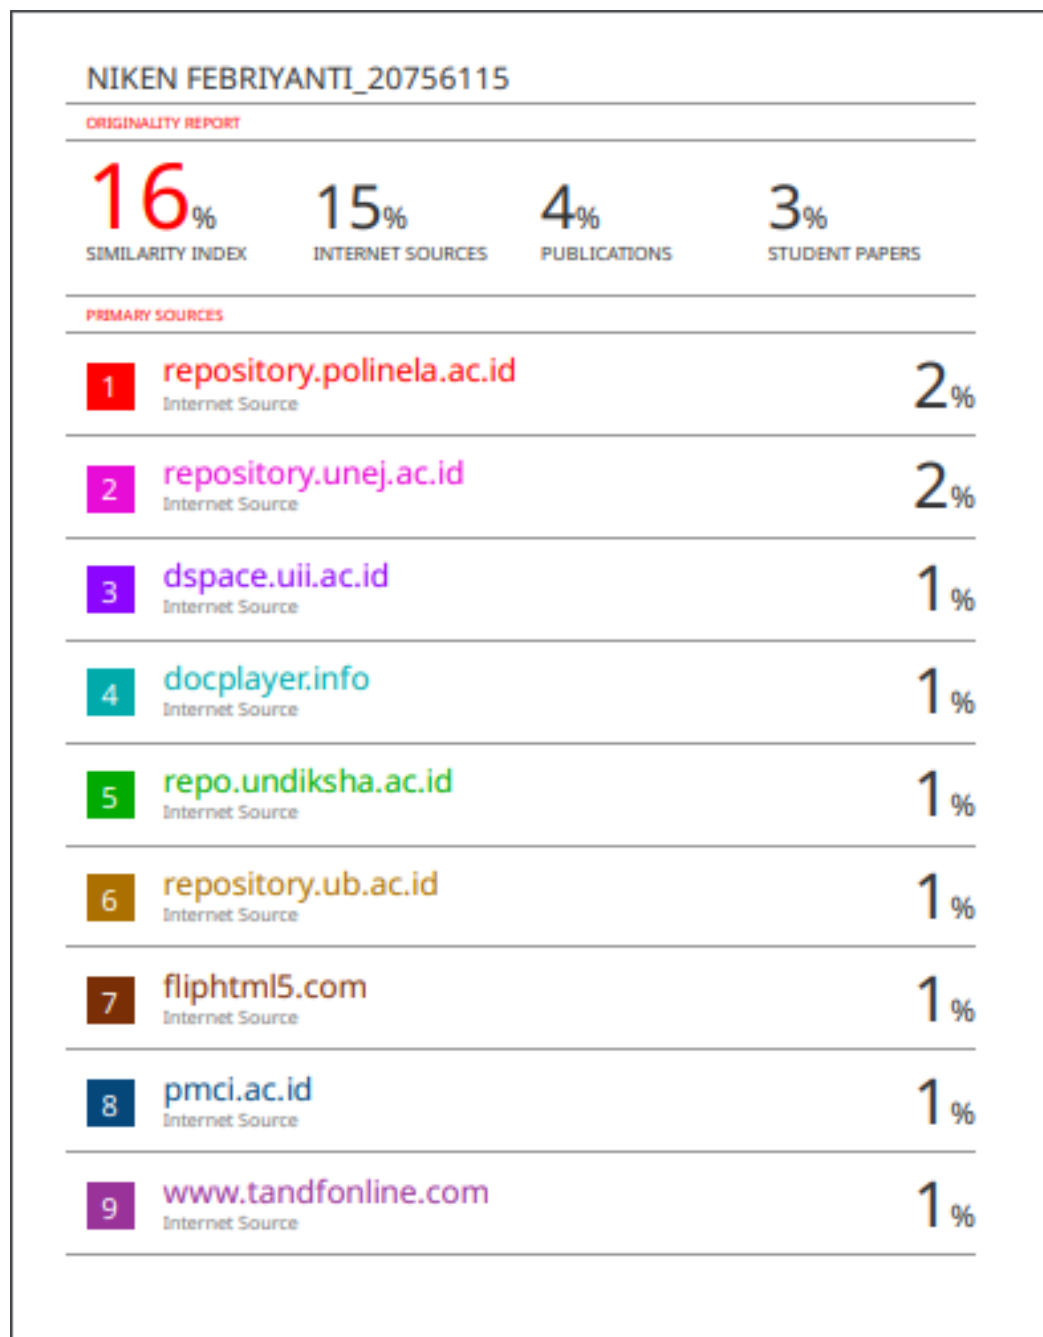 NIKEN FEBRIYANTI_20756115
ORIGINALITY REPORT
16% 15% 4% 3%
SIMILARITY INDEX INTERNET SOURCES PUBLICATIONS STUDENT PAPERS
PRIMARY SOURCES
1 repository.polinela.ac.id 2%
Internet Source
2 repository.unej.ac.id 2%
Internet Source
3 dspace.uii.ac.id 1%
Internet Source
4 docplayer.info 1%
Internet Source
5 repo.undiksha.ac.id 1%
Internet Source
6 repository.ub.ac.id 1%
Internet Source
7 fliphtml5.com 1%
Internet Source
8 pmci.ac.id 1%
Internet Source
9 www.tandfonline.com 1%
Internet Source